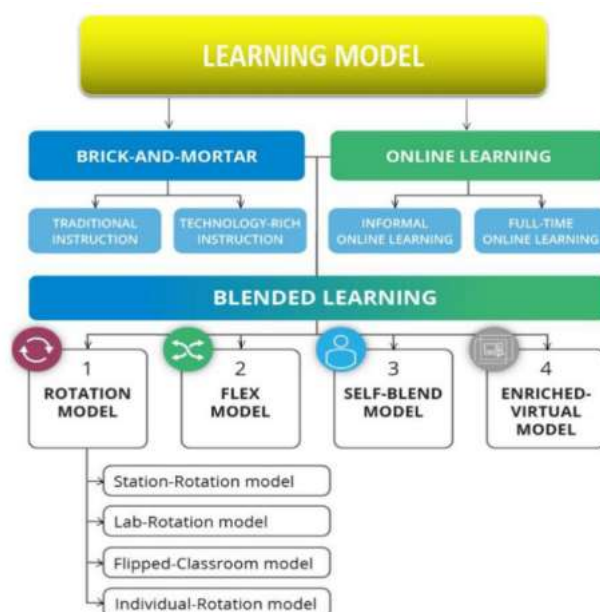 LEARNING MODEL
BRICK-AND-MORTAR
ONLINE LEARNING
TRADITIONAL
INSTRUCTION
TECHNOLOGY-RICH
INSTRUCTION
INFORMAL
ONLINE LEARNING
FULL-TIME
ONLINE LEARNING
BLENDED LEARNING
1
ROTATION
MODEL
2
FLEX
MODEL
3
SELF-BLEND
MODEL
4
ENRICHED-
VIRTUAL
MODEL
Station-Rotation model
Lab-Rotation model
Flipped-Classroom model
Individual-Rotation model